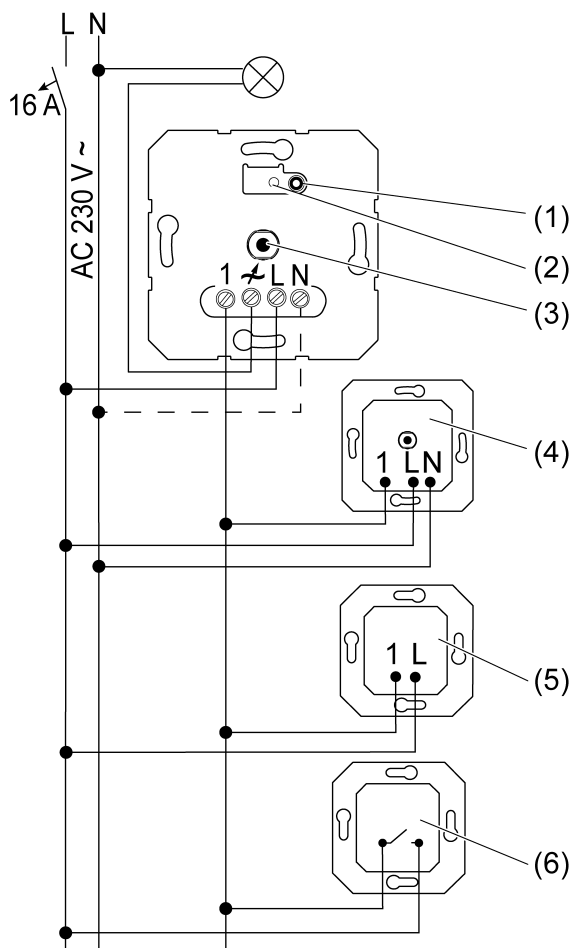 L N
16 A
AC 230 V ~
(1)
(2)
(3)
1 L N
(4)
1 L N
(5)
1 L
(6)